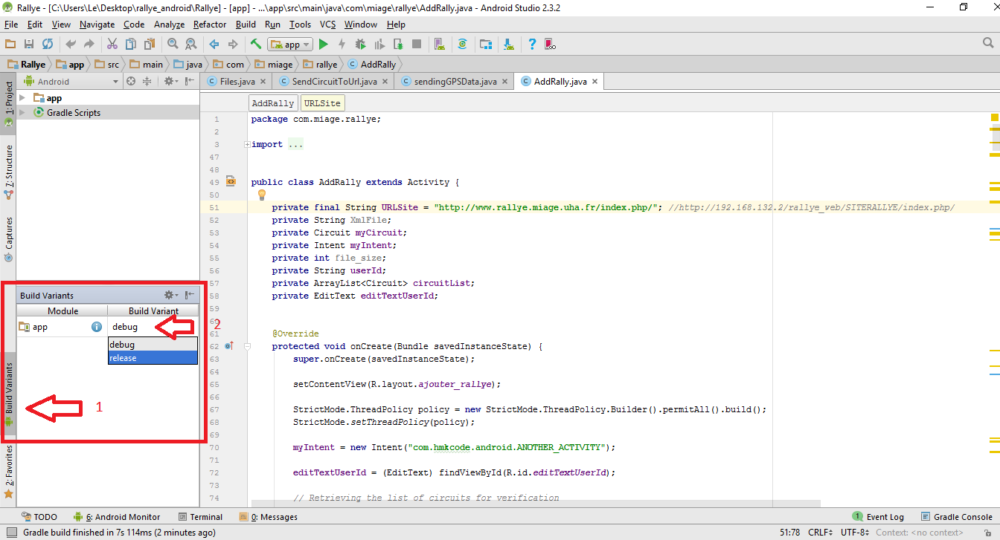 Rallye - [C:\Users\Le\Desktop\rallye_android\Rallye] - [app] - ...\app\src\main\java\com\miage\rallye\AddRally.java - Android Studio 2.3.2
File Edit View Navigate Code Analyze Refactor Build Run Tools VCS Window Help
app
Rallye app src main java com miage rallye AddRally
Android
Files.java SendCircuitToUrl.java sendingGPSData.java AddRally.java
1: Project
7: Structure
Captures
Build Variants
2: Favorites
app
Gradle Scripts
AddRally URLSite
1 package com.miage.rallye;
2
3 import ...
47
48
49 public class AddRally extends Activity {
50
51 private final String URLSite = "http://www.rallye.miage.uha.fr/index.php/"; //http://192.168.132.2/rallye_web/SITERALLYE/index.php/
52 private String XmlFile;
53 private Circuit myCircuit;
54 private Intent myIntent;
55 private int file_size;
56 private String userId;
57 private ArrayList<Circuit> circuitList;
58 private EditText editTextUserId;
59
61 @Override
62 protected void onCreate(Bundle savedInstanceState) {
63 super.onCreate(savedInstanceState);
64
65 setContentView(R.layout.ajouter_rallye);
66
67 StrictMode.ThreadPolicy policy = new StrictMode.ThreadPolicy.Builder().permitAll().build();
68 StrictMode.setThreadPolicy(policy);
69
70 myIntent = new Intent("com.hmkcode.android.ANOTHER_ACTIVITY");
71
72 editTextUserId = (EditText) findViewById(R.id.editTextUserId);
73
74 // Retrieving the list of circuits for verification
Build Variants
Module Build Variant
app debug
debug
release
2
1
TODO 6: Android Monitor Terminal 0: Messages 1 Event Log Gradle Console
Gradle build finished in 7s 114ms (2 minutes ago) 51:78 CRLF UTF-8 Context: <no context>